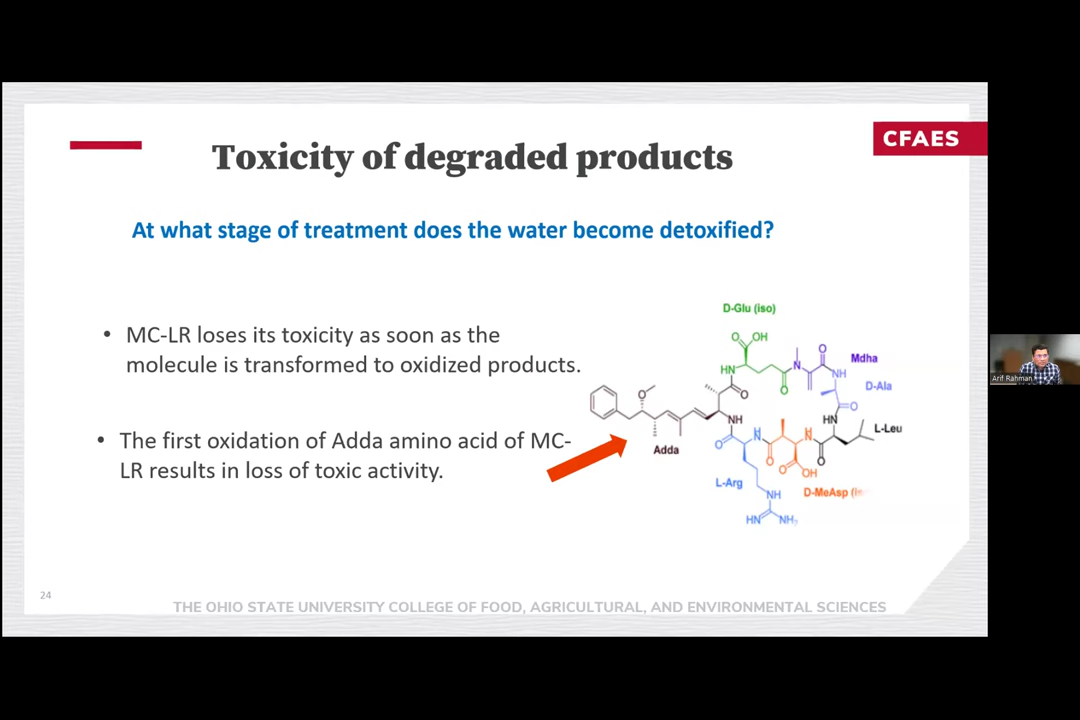 CFAES
Toxicity of degraded products
At what stage of treatment does the water become detoxified?
• MC-LR loses its toxicity as soon as the
molecule is transformed to oxidized products.
• The first oxidation of Adda amino acid of MC-
LR results in loss of toxic activity.
D-Glu (iso)
O
OH
HN
O
N
O
Mdha
NH
D-Ala
O
O
O
HN
NH
L-Leu
O
H
N
O
O
H
N
O
OH
Adda
L-Arg
D-MeAsp (in
NH
HN
NH₂
Arif Rahman
24
THE OHIO STATE UNIVERSITY COLLEGE OF FOOD, AGRICULTURAL, AND ENVIRONMENTAL SCIENCES